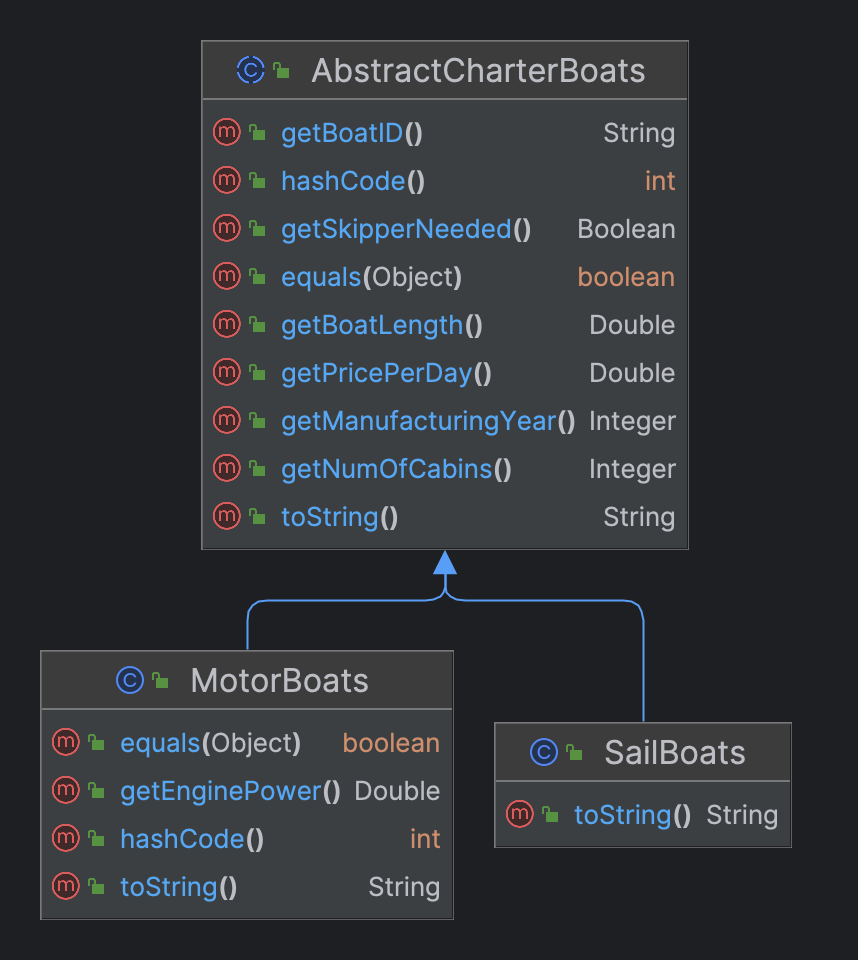 AbstractCharterBoats
getBoatID() String
hashCode() int
getSkipperNeeded() Boolean
equals(Object) boolean
getBoatLength() Double
getPricePerDay() Double
getManufacturingYear() Integer
getNumOfCabins() Integer
toString() String
MotorBoats
equals(Object) boolean
getEnginePower() Double
hashCode() int
toString() String
SailBoats
toString() String